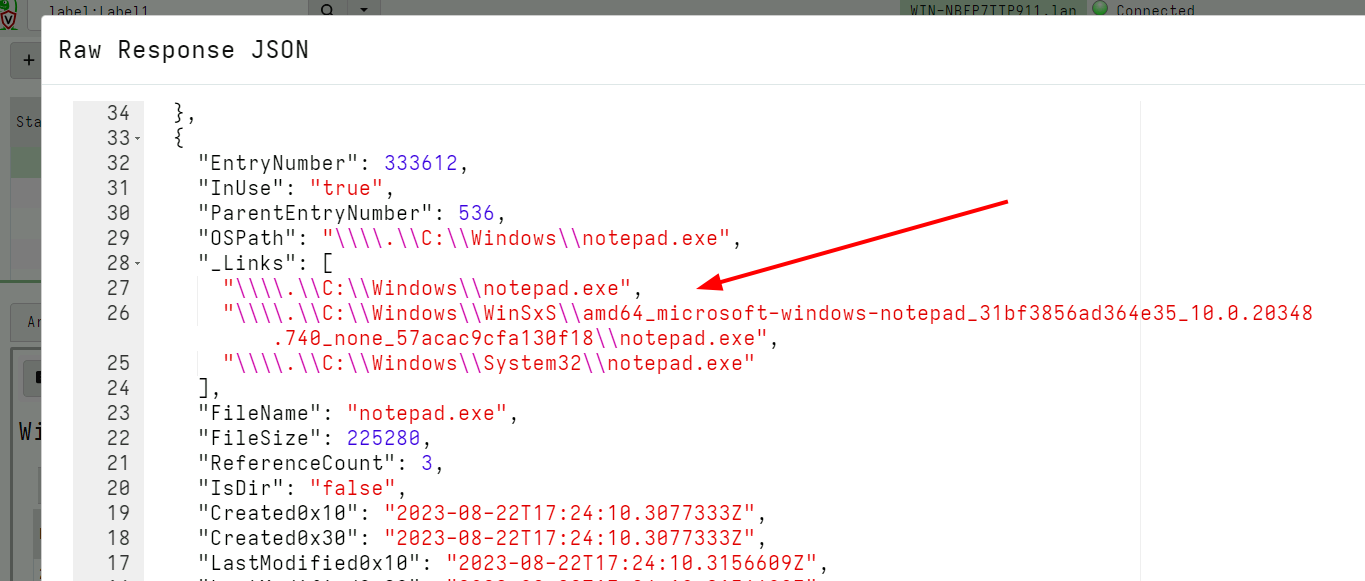 label:Label1
WIN-NBFP7TTP911.lan Connected
Raw Response JSON
Sta
34 },
33 {
32 "EntryNumber": 333612,
31 "InUse": "true",
30 "ParentEntryNumber": 536,
29 "OSPath": "\\\\.\\C:\\Windows\\notepad.exe",
28 "_Links": [
27 "\\\\.\\C:\\Windows\\notepad.exe",
26 "\\\\.\\C:\\Windows\\WinSxS\\amd64_microsoft-windows-notepad_31bf3856ad364e35_10.0.20348
.740_none_57acac9cfa130f18\\notepad.exe",
25 "\\\\.\\C:\\Windows\\System32\\notepad.exe"
24 ],
23 "FileName": "notepad.exe",
22 "FileSize": 225280,
21 "ReferenceCount": 3,
20 "IsDir": "false",
19 "Created0x10": "2023-08-22T17:24:10.3077333Z",
18 "Created0x30": "2023-08-22T17:24:10.3077333Z",
17 "LastModified0x10": "2023-08-22T17:24:10.3156609Z",
Wi